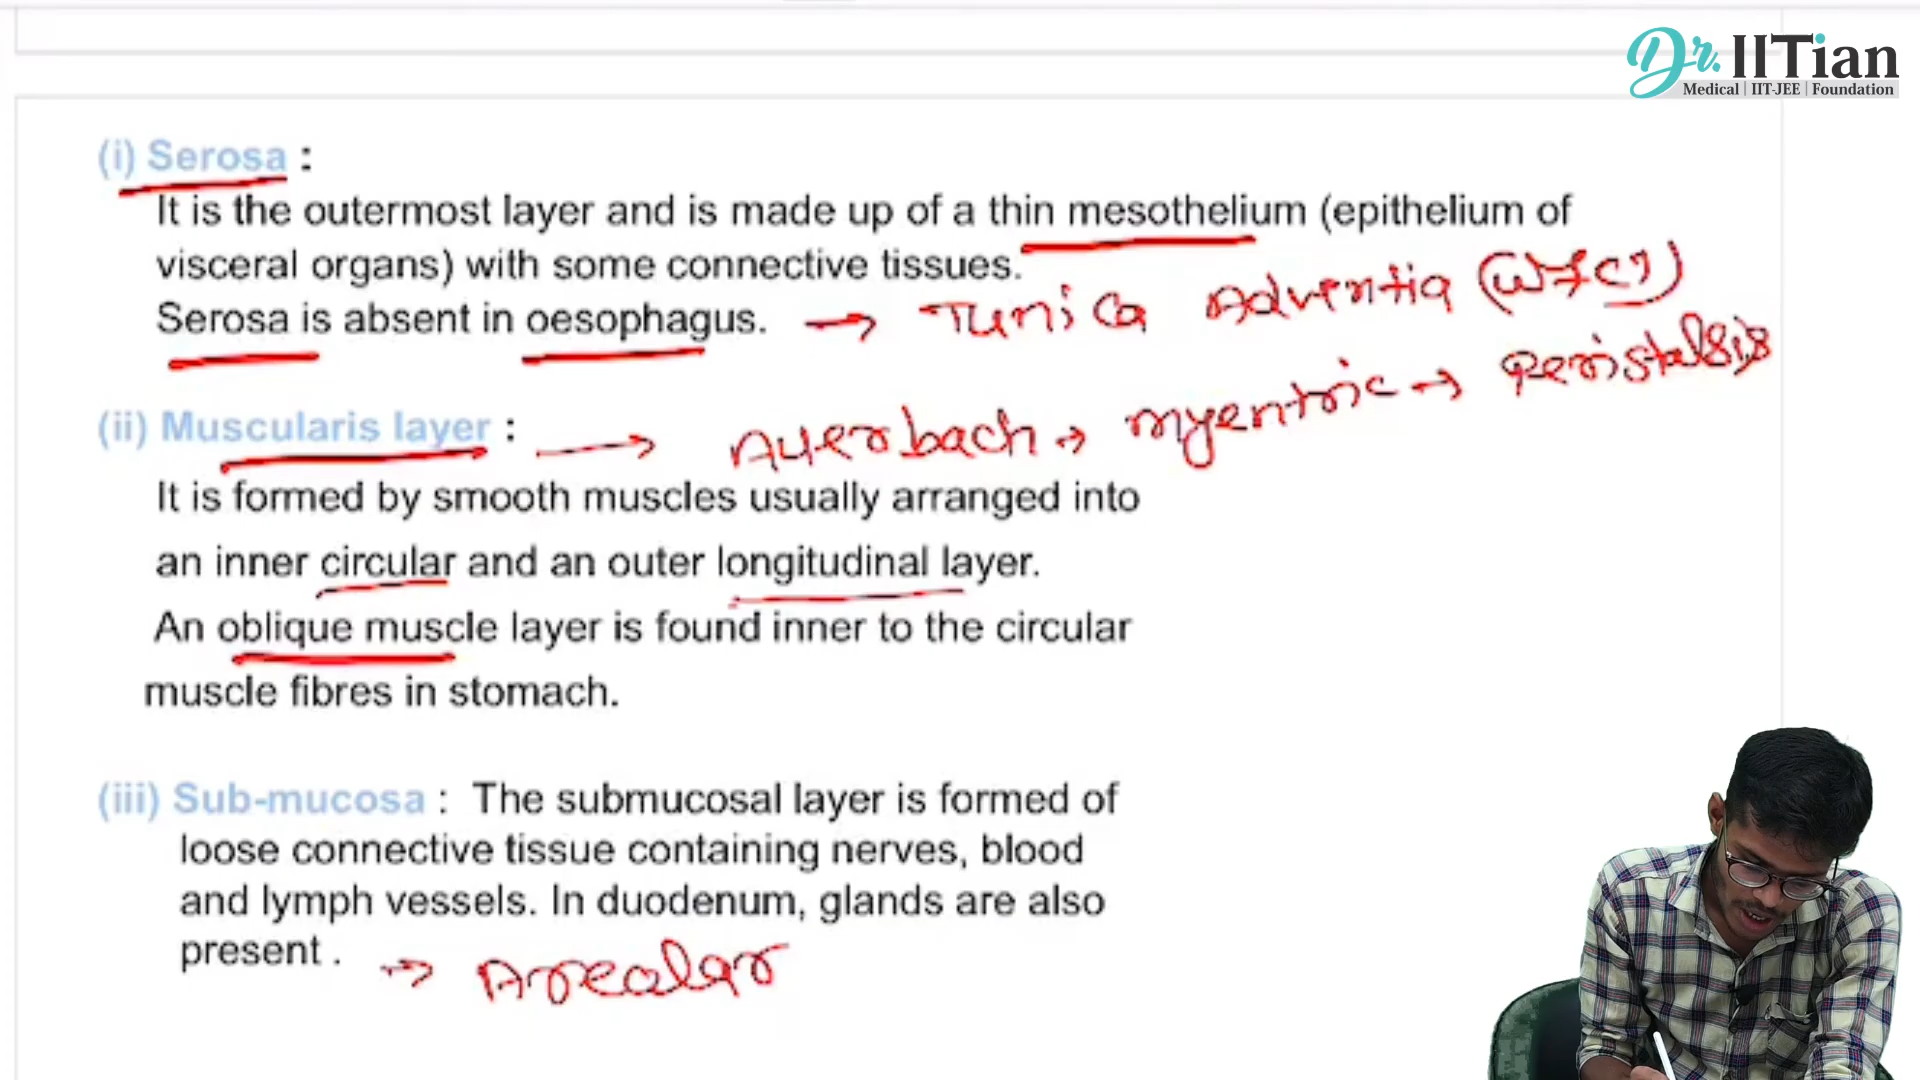 Dr. IITian
Medical | IIT-JEE | Foundation
(i) Serosa :
It is the outermost layer and is made up of a thin mesothelium (epithelium of
visceral organs) with some connective tissues.
Serosa is absent in oesophagus. → Tunica Adventia (WFCT)
(ii) Muscularis layer : → Auerbach → myentric → peristalsis
It is formed by smooth muscles usually arranged into
an inner circular and an outer longitudinal layer.
An oblique muscle layer is found inner to the circular
muscle fibres in stomach.
(iii) Sub-mucosa : The submucosal layer is formed of
loose connective tissue containing nerves, blood
and lymph vessels. In duodenum, glands are also
present . → Areolar